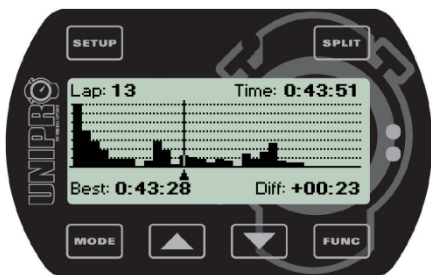 SETUP
SPLIT
Lap: 13 Time: 0:43:51
UNIPRO
Best: 0:43:28 Diff: +00:23
MODE
FUNC